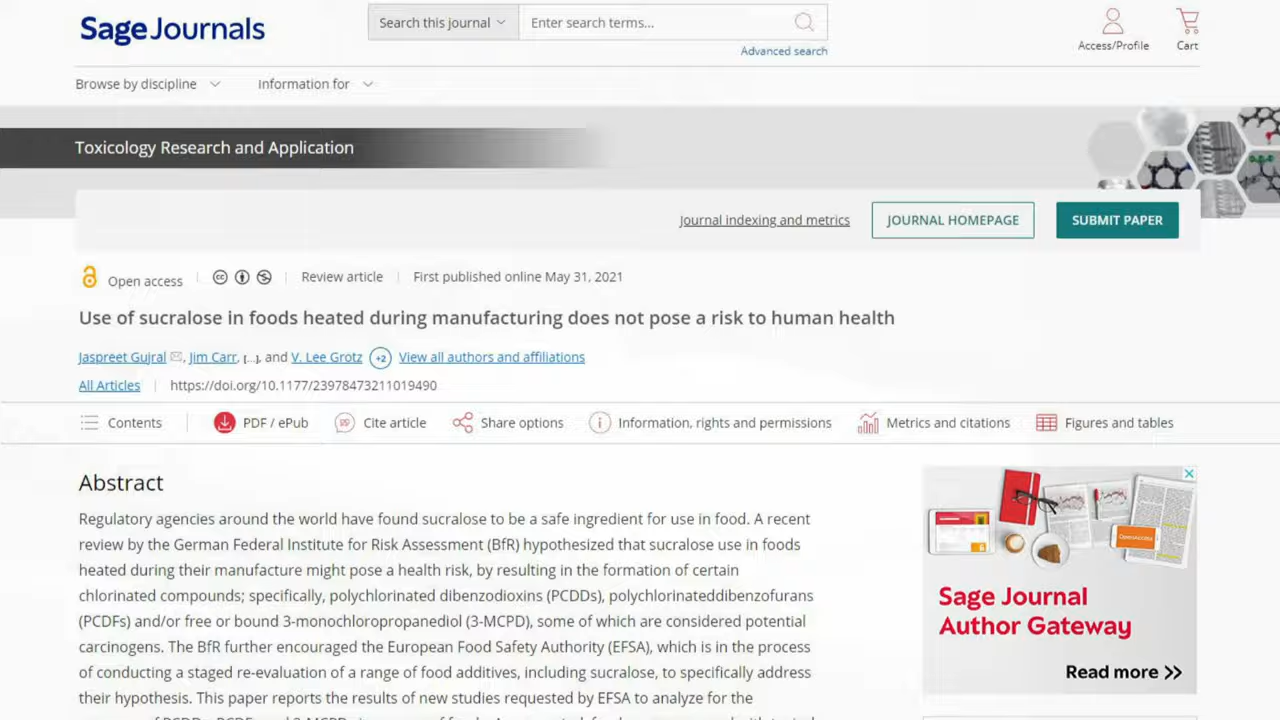 Sage Journals
Search this journal
Enter search terms...
Access/Profile
Cart
Advanced search
Browse by discipline
Information for
Toxicology Research and Application
Journal indexing and metrics
JOURNAL HOMEPAGE
SUBMIT PAPER
Open access
Review article
First published online May 31, 2021
Use of sucralose in foods heated during manufacturing does not pose a risk to human health
Jaspreet Gujral, Jim Carr, [...], and V. Lee Grotz +2 View all authors and affiliations
All Articles
https://doi.org/10.1177/23978473211019490
Contents
PDF / ePub
Cite article
Share options
Information, rights and permissions
Metrics and citations
Figures and tables
Abstract
Regulatory agencies around the world have found sucralose to be a safe ingredient for use in food. A recent
review by the German Federal Institute for Risk Assessment (BfR) hypothesized that sucralose use in foods
heated during their manufacture might pose a health risk, by resulting in the formation of certain
chlorinated compounds; specifically, polychlorinated dibenzodioxins (PCDDs), polychlorinateddibenzofurans
(PCDFs) and/or free or bound 3-monochloropropanediol (3-MCPD), some of which are considered potential
carcinogens. The BfR further encouraged the European Food Safety Authority (EFSA), which is in the process
of conducting a staged re-evaluation of a range of food additives, including sucralose, to specifically address
their hypothesis. This paper reports the results of new studies requested by EFSA to analyze for the
Sage Journal
Author Gateway
Read more >>